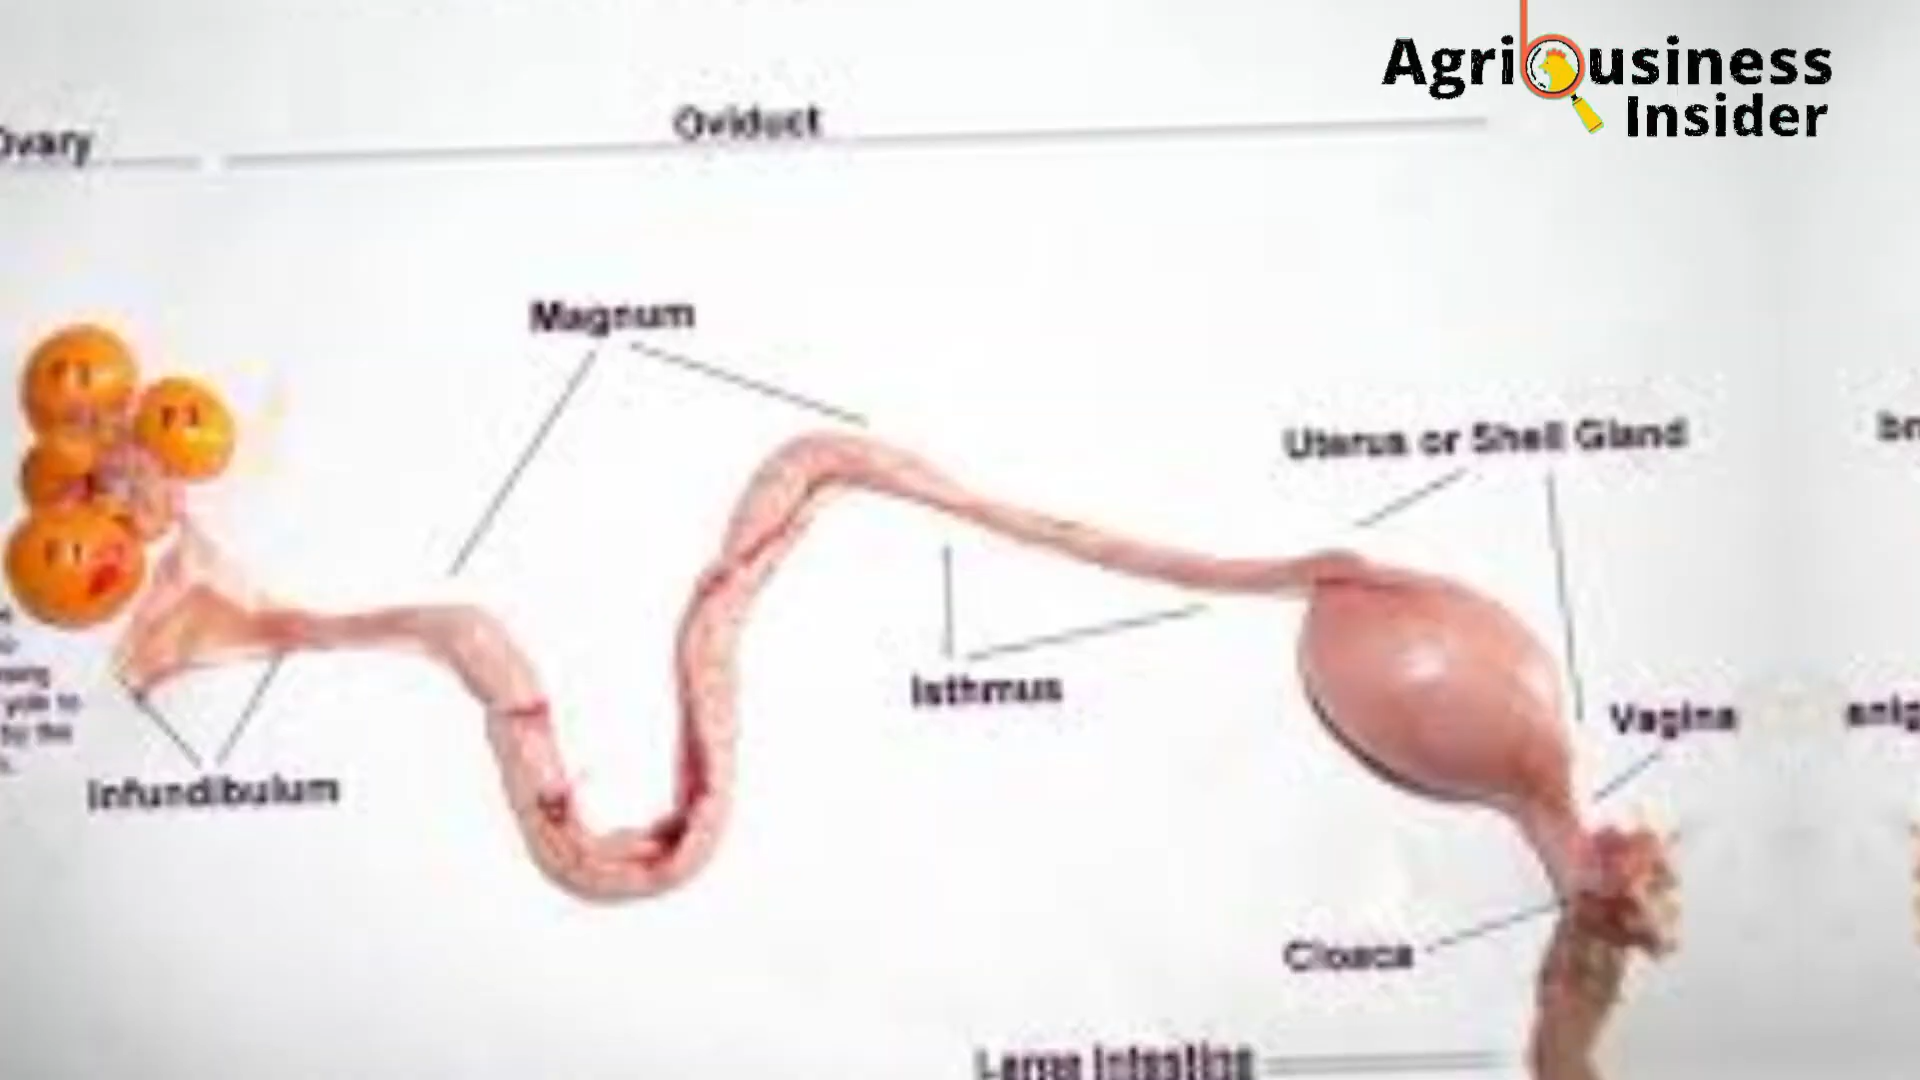 Agribusiness
Insider
Ovary
Oviduct
Magnum
Uterus or Shell Gland
Isthmus
Vagina
Infundibulum
Cloaca
Large Intestine